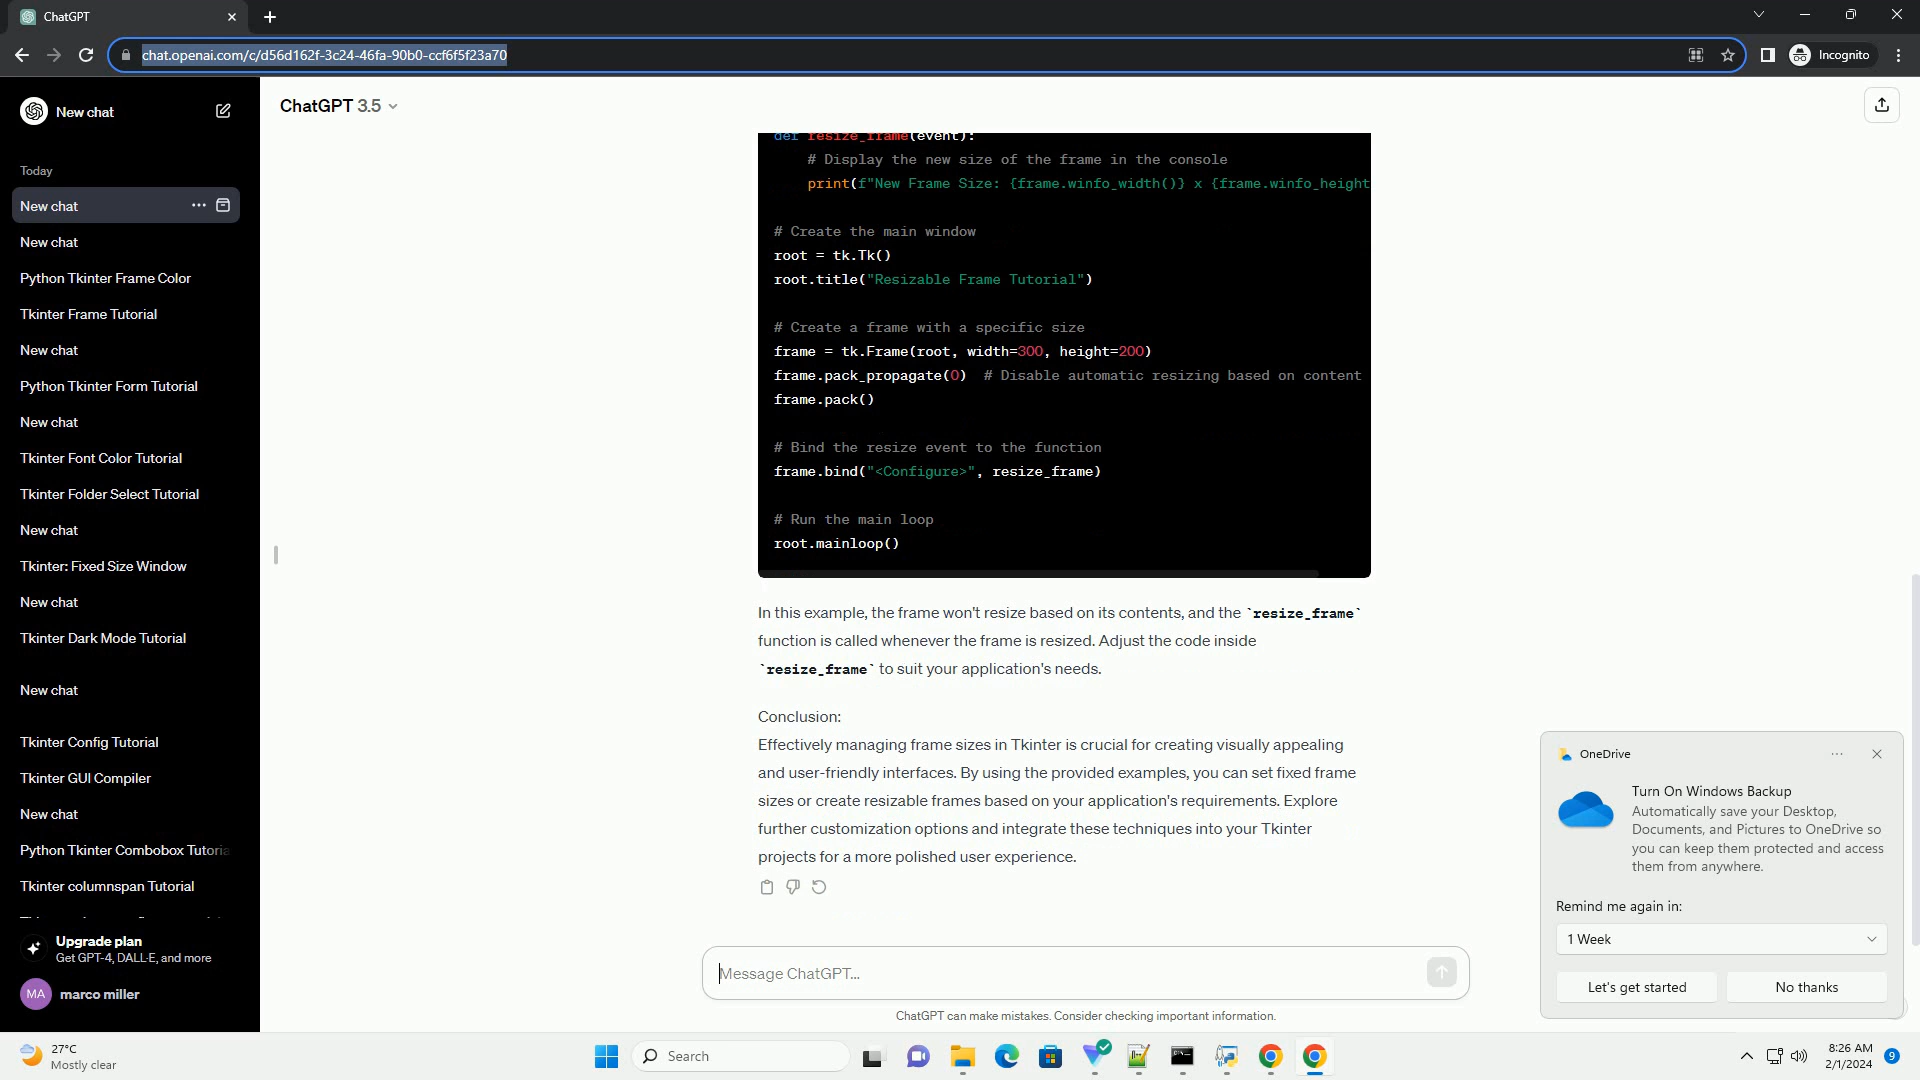 ChatGPT
chat.openai.com/c/d56d162f-3c24-46fa-90b0-ccf6f5f23a70
Incognito
New chat
ChatGPT 3.5
Today
New chat
New chat
Python Tkinter Frame Color
Tkinter Frame Tutorial
New chat
Python Tkinter Form Tutorial
New chat
Tkinter Font Color Tutorial
Tkinter Folder Select Tutorial
New chat
Tkinter: Fixed Size Window
New chat
Tkinter Dark Mode Tutorial
New chat
Tkinter Config Tutorial
Tkinter GUI Compiler
New chat
Python Tkinter Combobox Tutoria
Tkinter columnspan Tutorial
Upgrade plan
Get GPT-4, DALL·E, and more
MA
marco miller
def resize_frame(event):
# Display the new size of the frame in the console
print(f"New Frame Size: {frame.winfo_width()} x {frame.winfo_height
# Create the main window
root = tk.Tk()
root.title("Resizable Frame Tutorial")
# Create a frame with a specific size
frame = tk.Frame(root, width=300, height=200)
frame.pack_propagate(0)  # Disable automatic resizing based on content
frame.pack()
# Bind the resize event to the function
frame.bind("<Configure>", resize_frame)
# Run the main loop
root.mainloop()
In this example, the frame won't resize based on its contents, and the `resize_frame`
function is called whenever the frame is resized. Adjust the code inside
`resize_frame` to suit your application's needs.
Conclusion:
Effectively managing frame sizes in Tkinter is crucial for creating visually appealing
and user-friendly interfaces. By using the provided examples, you can set fixed frame
sizes or create resizable frames based on your application's requirements. Explore
further customization options and integrate these techniques into your Tkinter
projects for a more polished user experience.
Message ChatGPT...
ChatGPT can make mistakes. Consider checking important information.
OneDrive
Turn On Windows Backup
Automatically save your Desktop,
Documents, and Pictures to OneDrive so
you can keep them protected and access
them from anywhere.
Remind me again in:
1 Week
Let's get started
No thanks
27°C
Mostly clear
Search
8:26 AM
2/1/2024
9